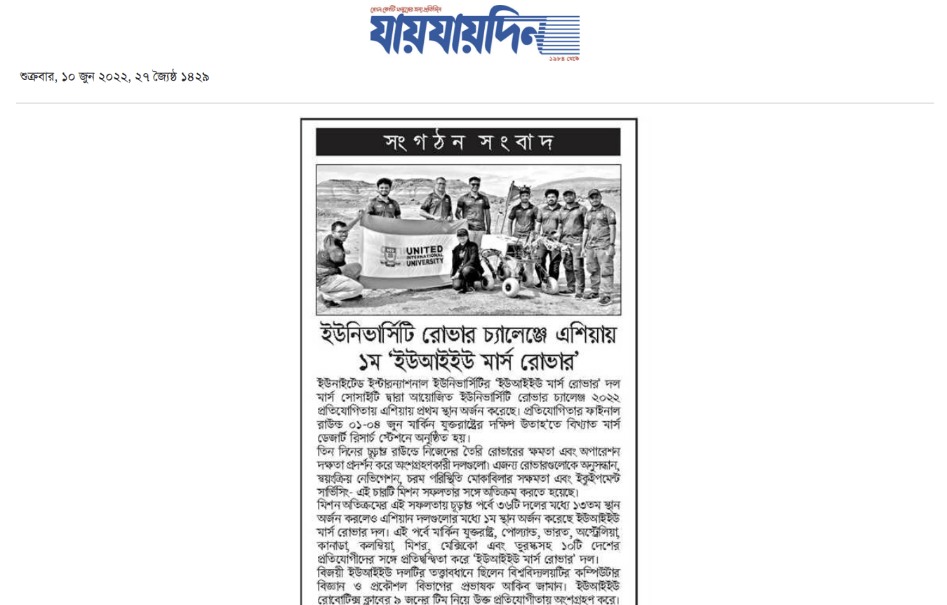 যায়যায়দিন
শুক্রবার, ১০ জুন ২০২২, ২৭ জ্যৈষ্ঠ ১৪২৯
সংগঠন সংবাদ
UNITED
INTERNATIONAL
UNIVERSITY
ইউনিভার্সিটি রোভার চ্যালেঞ্জে এশিয়ায়
১ম ‘ইউআইইউ মার্স রোভার’
ইউনাইটেড ইন্টারন্যাশনাল ইউনিভার্সিটির ‘ইউআইইউ মার্স রোভার’ দল
মার্স সোসাইটি দ্বারা আয়োজিত ইউনিভার্সিটি রোভার চ্যালেঞ্জ ২০২২
প্রতিযোগিতায় এশিয়ায় প্রথম স্থান অর্জন করেছে। প্রতিযোগিতার ফাইনাল
রাউন্ড ০১-০৪ জুন মার্কিন যুক্তরাষ্ট্রের দক্ষিণ উতাহ'তে বিখ্যাত মার্স
ডেজার্ট রিসার্চ স্টেশনে অনুষ্ঠিত হয়।
তিন দিনের চূড়ান্ত রাউন্ডে নিজেদের তৈরি রোভারের ক্ষমতা এবং অপারেশন
দক্ষতা প্রদর্শন করে অংশগ্রহণকারী দলগুলো। এজন্য রোভারগুলোকে অনুসন্ধান,
স্বয়ংক্রিয় নেভিগেশন, চরম পরিস্থিতি মোকাবিলার সক্ষমতা এবং ইকুইপমেন্ট
সার্ভিসিং- এই চারটি মিশন সফলতার সঙ্গে অতিক্রম করতে হয়েছে।
মিশন অতিক্রমের এই সফলতায় চূড়ান্ত পর্বে ৩৬টি দলের মধ্যে ১৩তম স্থান
অর্জন করলেও এশিয়ান দলগুলোর মধ্যে ১ম স্থান অর্জন করেছে ইউআইইউ
মার্স রোভার দল। এই পর্বে মার্কিন যুক্তরাষ্ট্র, পোল্যান্ড, ভারত, অস্ট্রেলিয়া,
কানাডা, কলম্বিয়া, মিশর, মেক্সিকো এবং তুরস্কসহ ১০টি দেশের
প্রতিযোগীদের সঙ্গে প্রতিদ্বন্দ্বিতা করে ‘ইউআইইউ মার্স রোভার’ দল।
বিজয়ী ইউআইইউ দলটির তত্ত্বাবধানে ছিলেন বিশ্ববিদ্যালয়টির কম্পিউটার
বিজ্ঞান ও প্রকৌশল বিভাগের প্রভাষক আকিব জামান। ইউআইইউ
রোবোটিক্স ক্লাবের ৯ জনের টিম নিয়ে উক্ত প্রতিযোগীতায় অংশগ্রহণ করে।